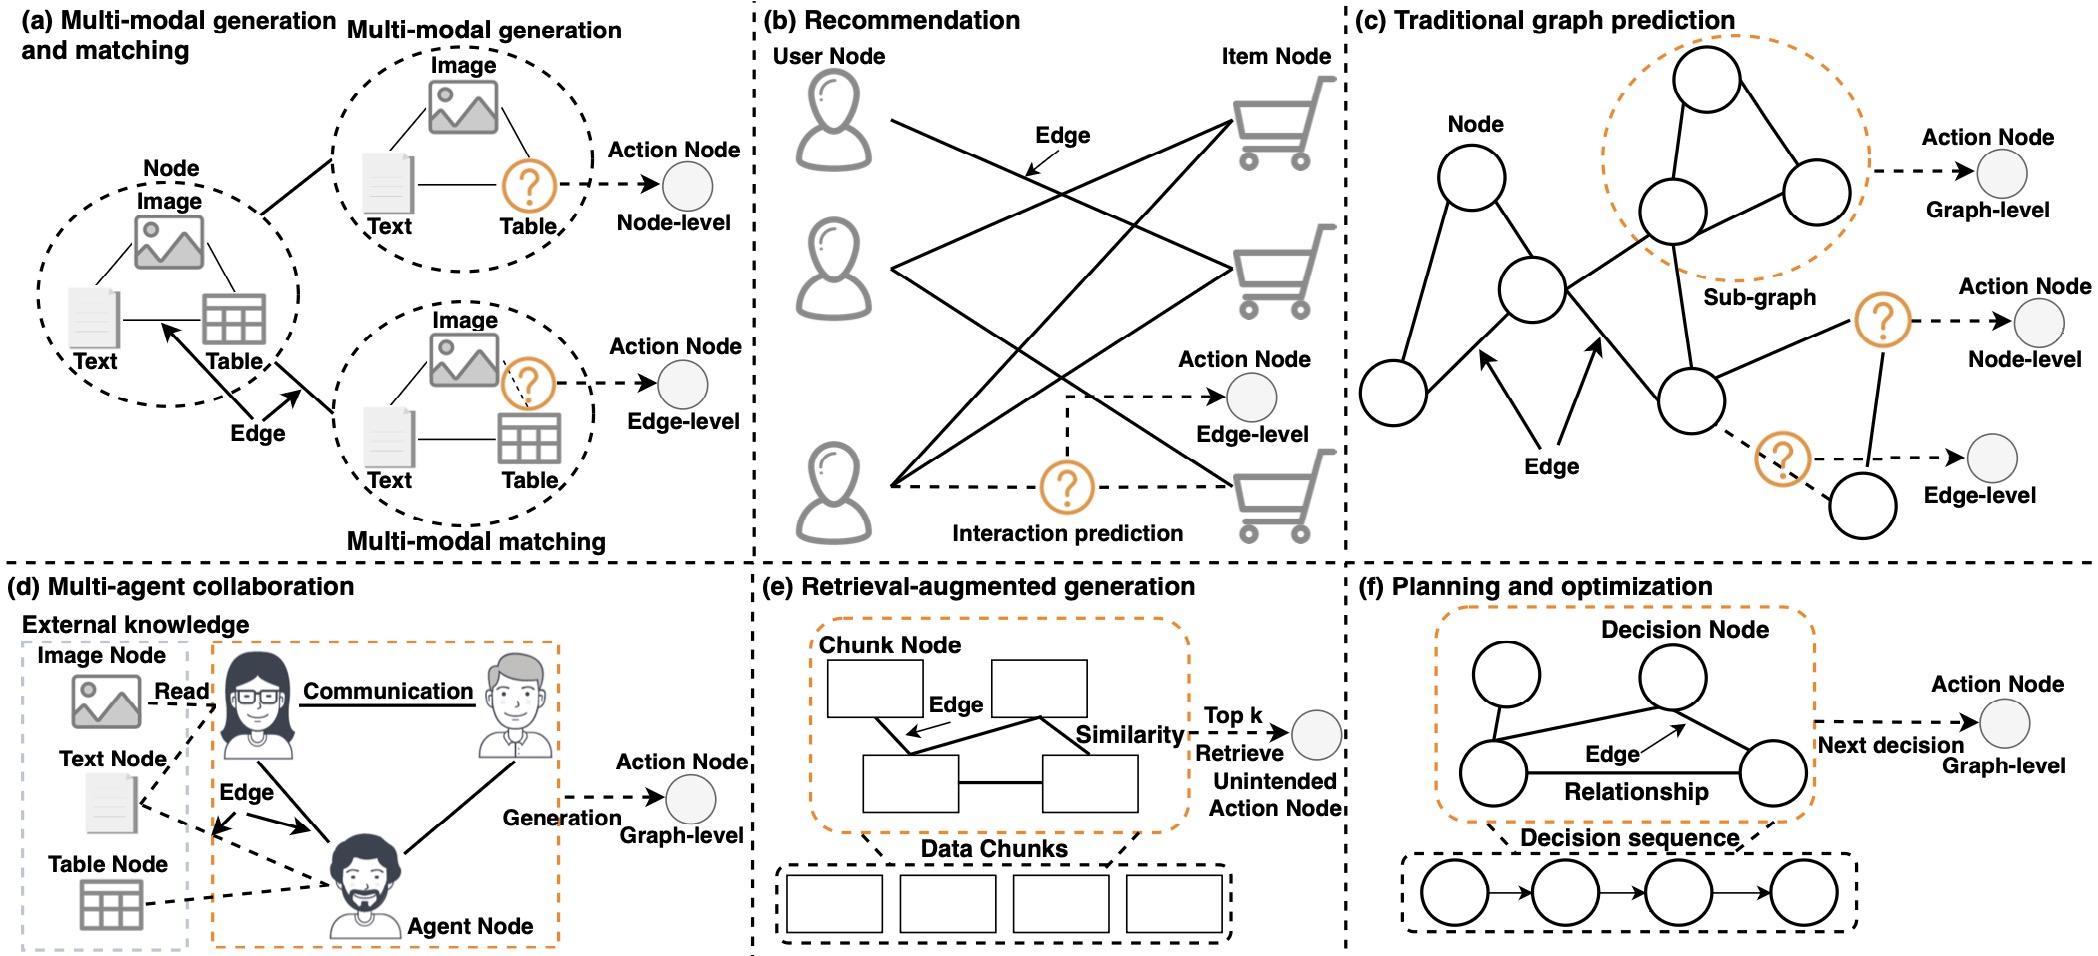 (a) Multi-modal generation
and matching
Multi-modal generation
Image
Text
Table
Action Node
Node-level
Node
Image
Text
Table
Edge
Image
Text
Table
Action Node
Edge-level
Multi-modal matching
(b) Recommendation
User Node
Item Node
Edge
Action Node
Edge-level
?
Interaction prediction
(c) Traditional graph prediction
Node
Action Node
Graph-level
Sub-graph
Action Node
?
Node-level
Edge
?
Edge-level
?
?
(d) Multi-agent collaboration
External knowledge
Image Node
Read
Communication
Text Node
Edge
Action Node
Generation
Graph-level
Table Node
Agent Node
(e) Retrieval-augmented generation
Chunk Node
Edge
Similarity
Top k
Retrieve
Unintended
Action Node
Data Chunks
(f) Planning and optimization
Decision Node
Edge
Relationship
Action Node
Next decision
Graph-level
Decision sequence